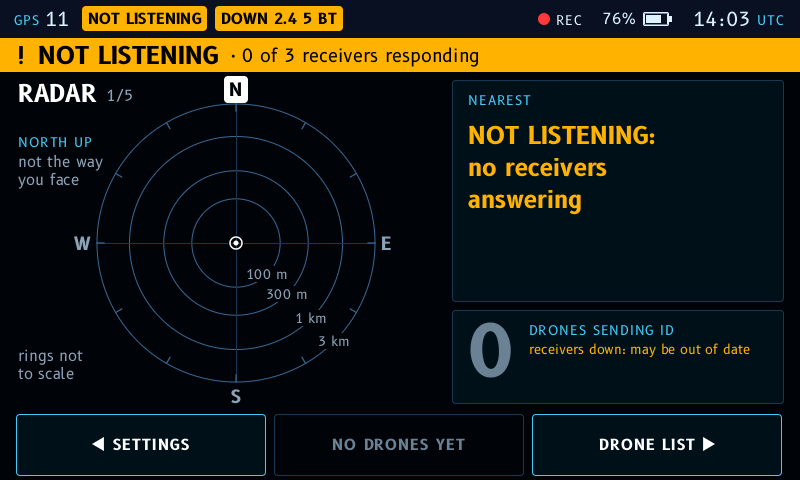 GPS 11 NOT LISTENING DOWN 2.4 5 BT REC 76% 14:03 UTC
! NOT LISTENING · 0 of 3 receivers responding
RADAR 1/5
N
NORTH UP
not the way
you face
W
E
100 m
300 m
1 km
3 km
rings not
to scale
S
NEAREST
NOT LISTENING:
no receivers
answering
0
DRONES SENDING ID
receivers down: may be out of date
◀ SETTINGS
NO DRONES YET
DRONE LIST ▶